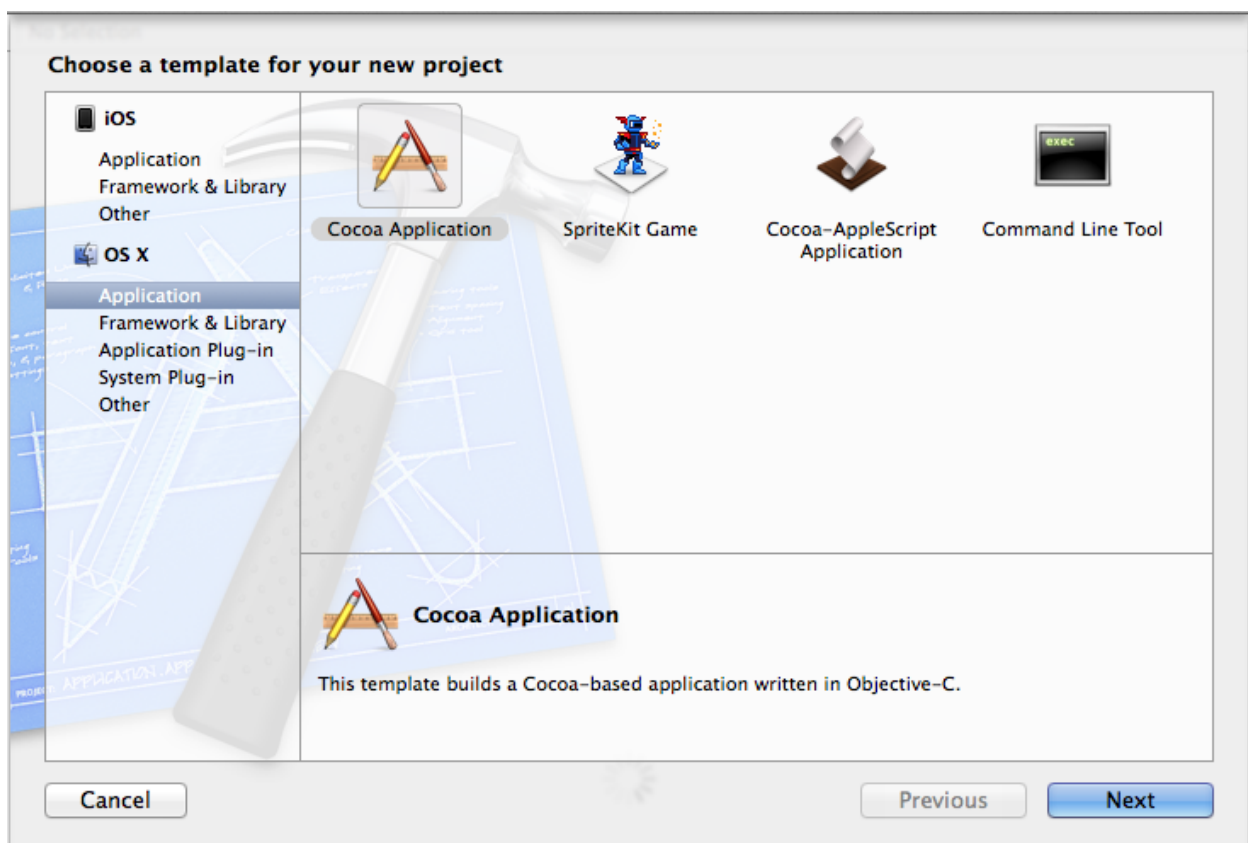 No Selection
Choose a template for your new project
iOS
Application
Framework & Library
Other
OS X
Application
Framework & Library
Application Plug-in
System Plug-in
Other
exec
Cocoa Application
SpriteKit Game
Cocoa-AppleScript
Application
Command Line Tool
Cocoa Application
This template builds a Cocoa-based application written in Objective-C.
Cancel
Previous
Next